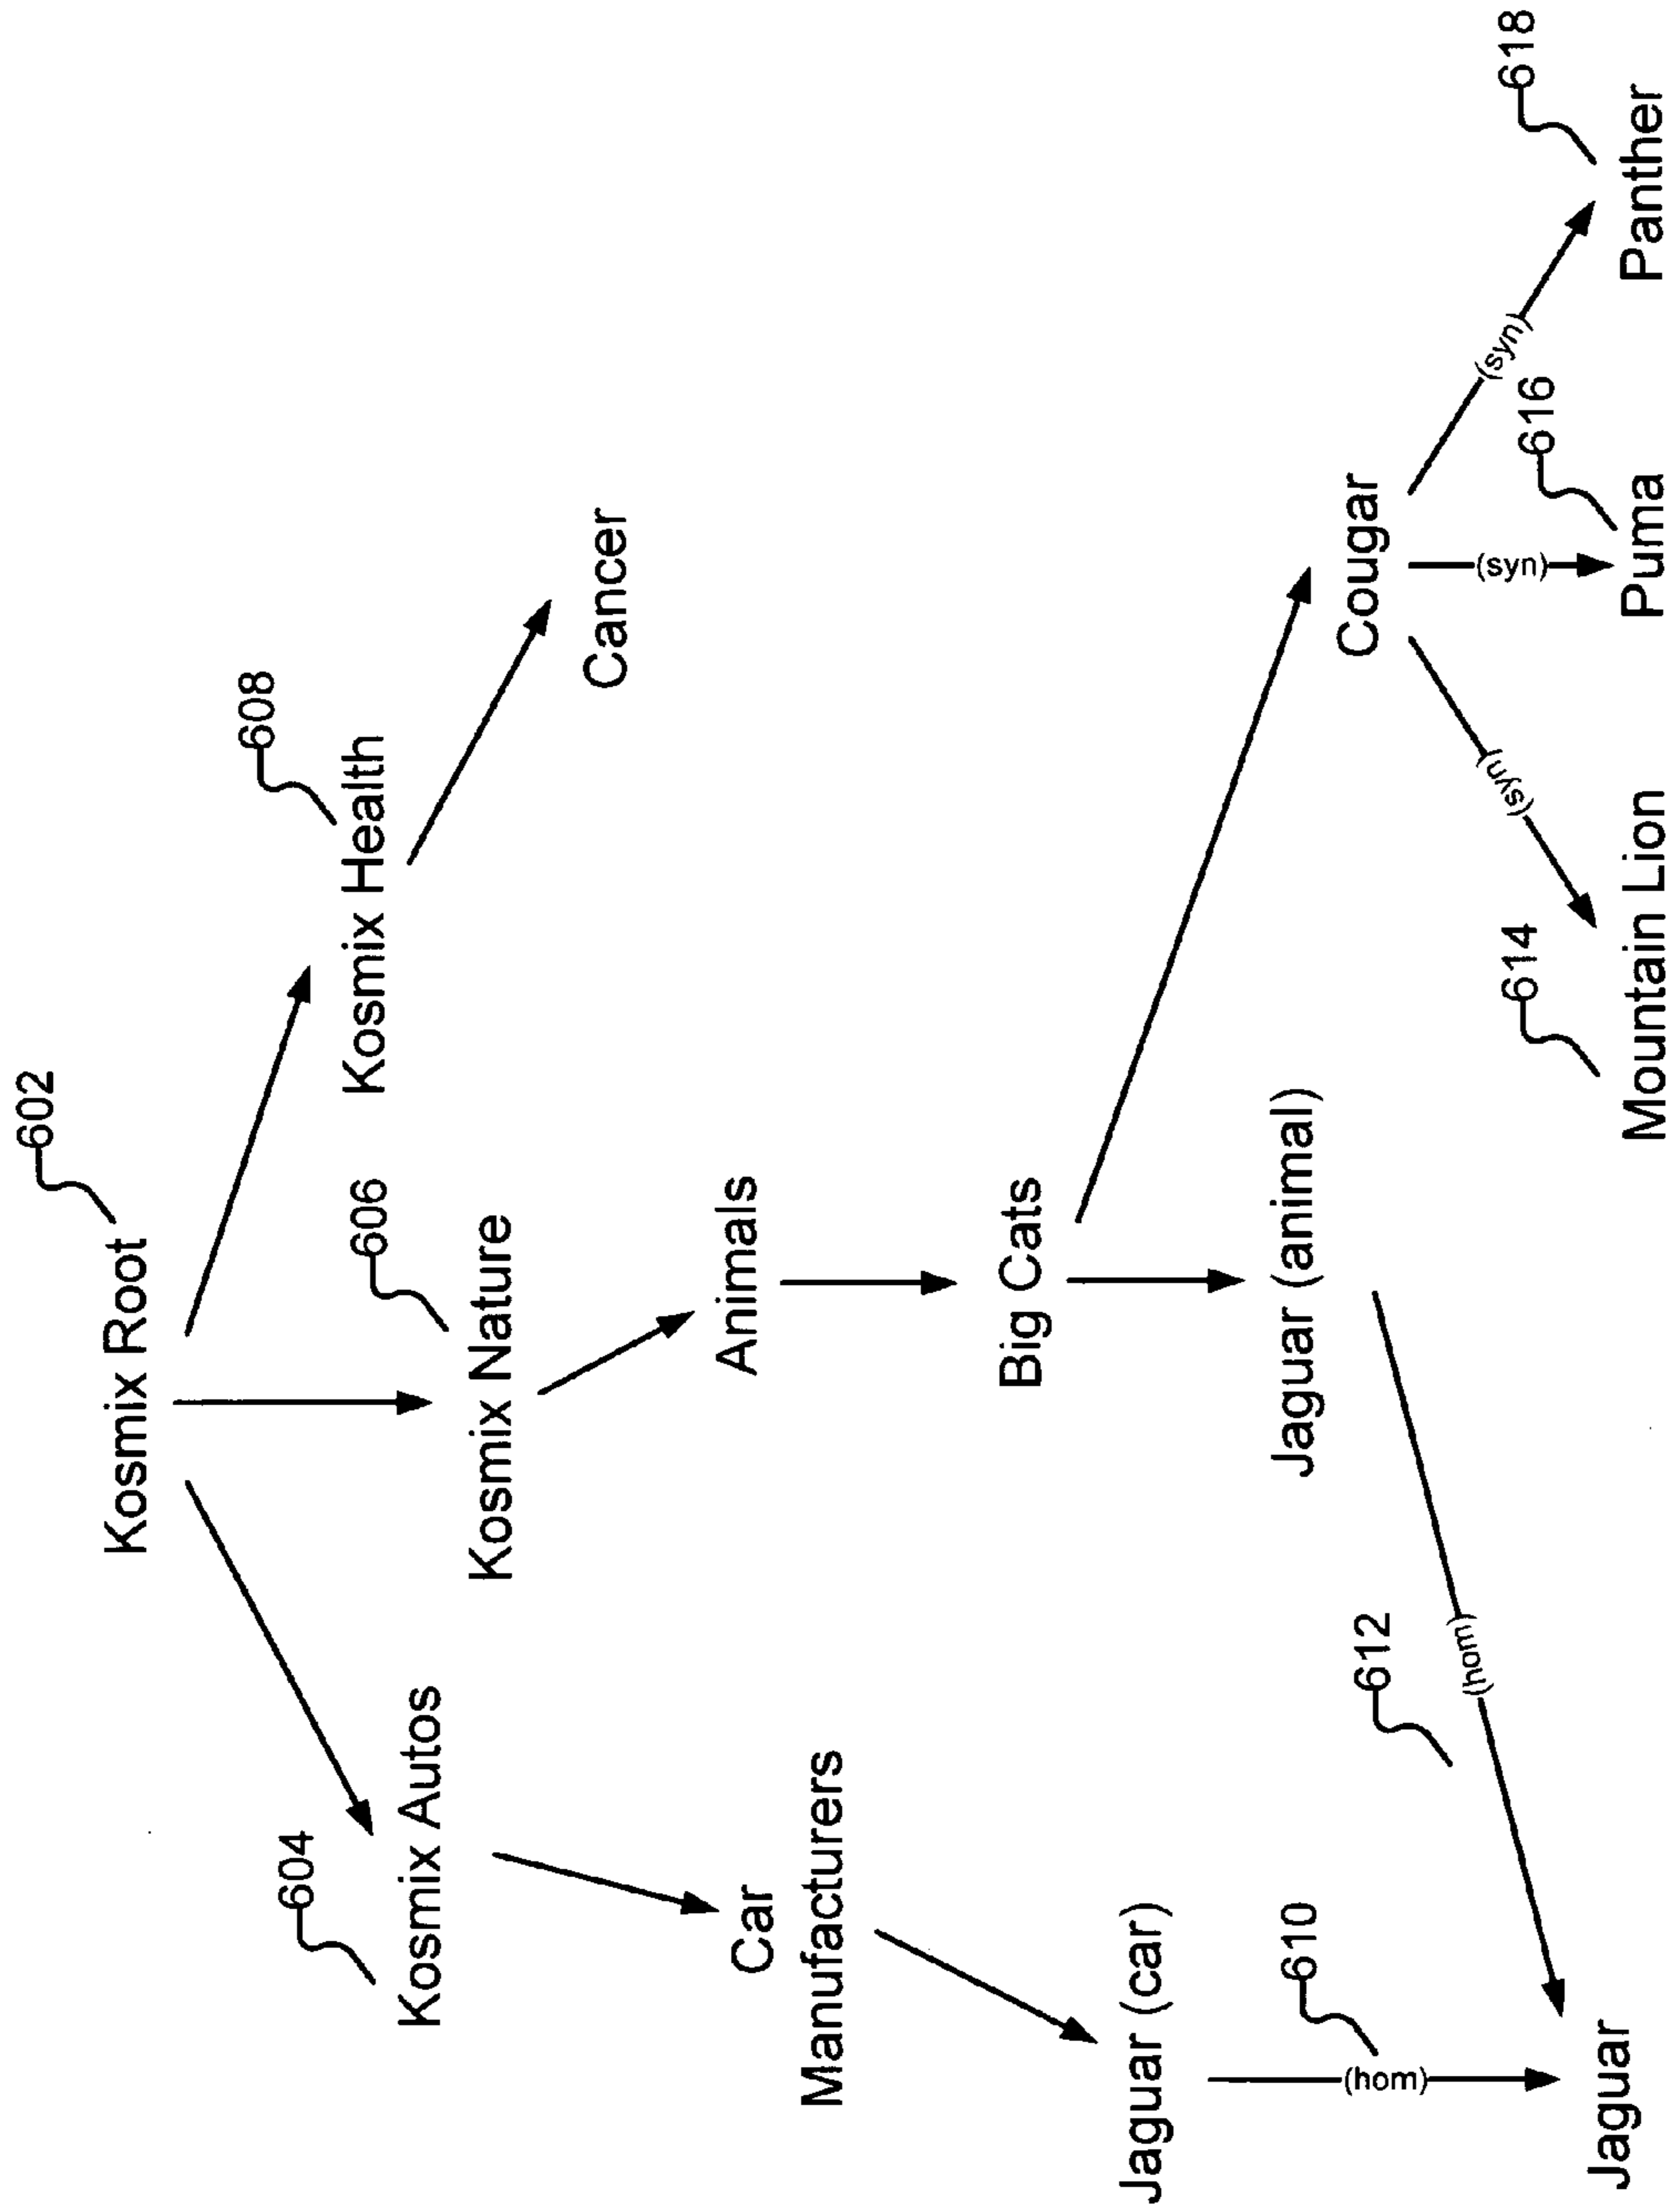 602
Kosmix Root
608
Kosmix Health
604
Kosmix Autos
606
Kosmix Nature
Cancer
Car
Manufacturers
Animals
Big Cats
Jaguar (car)
Jaguar (animal)
Cougar
610
(hom)
612
(hom)
(syn)
(syn)
(syn)
614
616
618
Jaguar
Mountain Lion
Puma
Panther